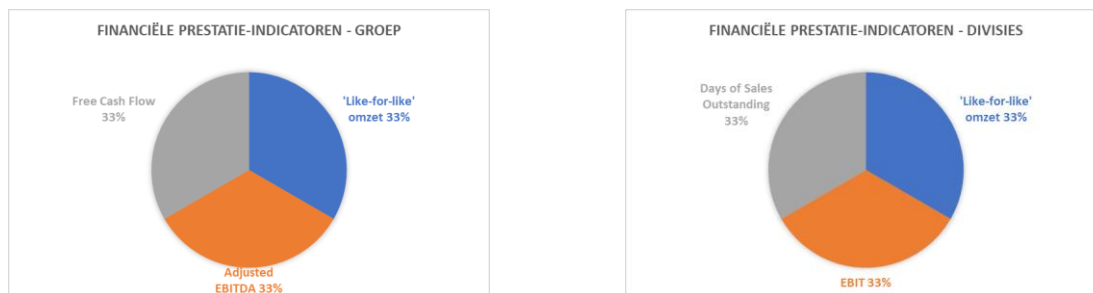 FINANCIËLE PRESTATIE-INDICATOREN - GROEP
Free Cash Flow
33%
'Like-for-like'
omzet 33%
Adjusted
EBITDA 33%
FINANCIËLE PRESTATIE-INDICATOREN - DIVISIES
Days of Sales
Outstanding
33%
'Like-for-like'
omzet 33%
EBIT 33%